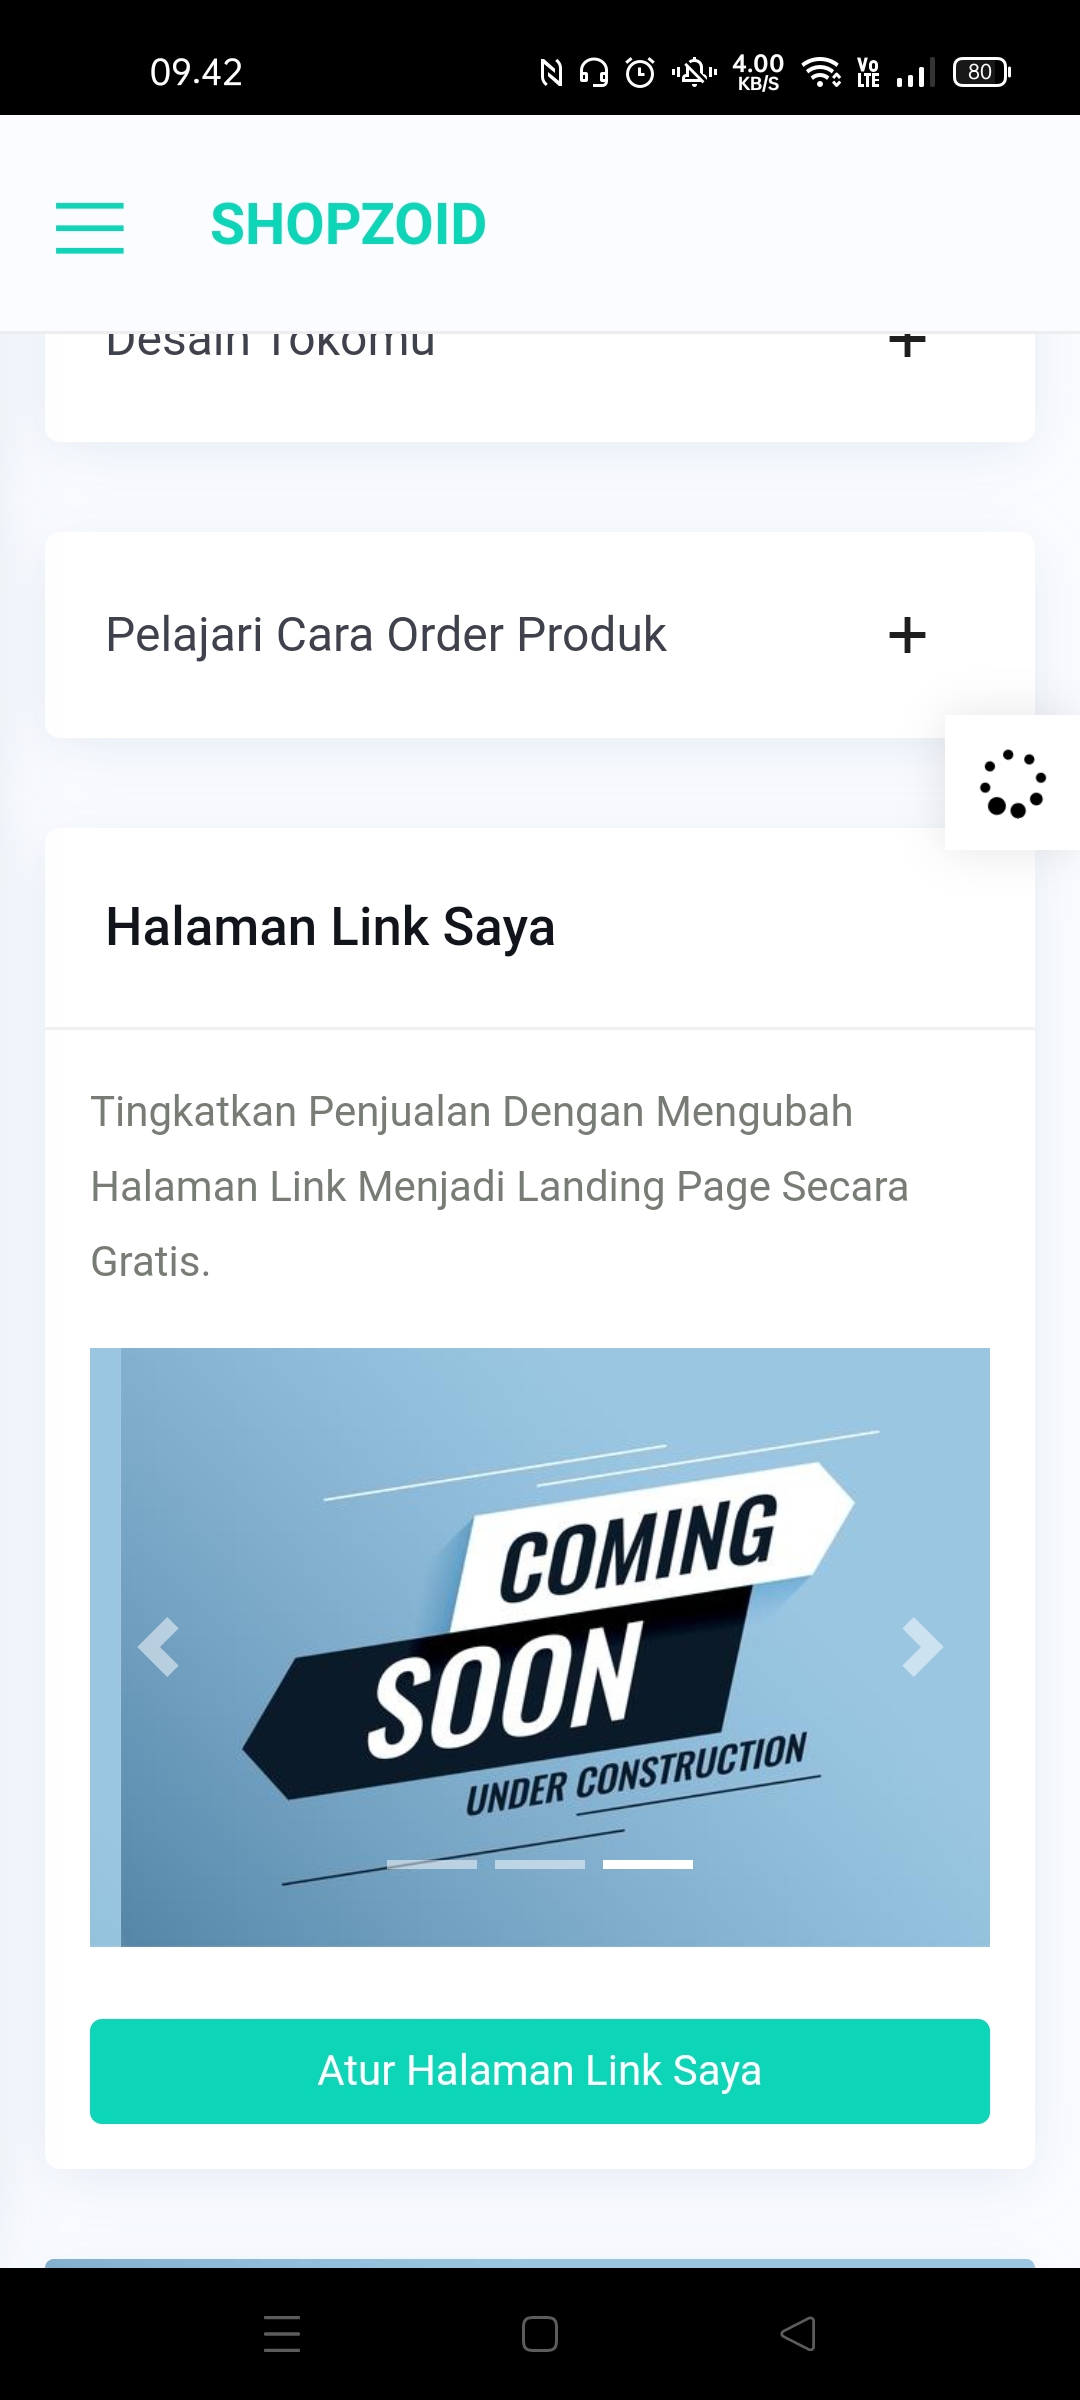 09.42
4.00
KB/S
Vo
LTE
80
SHOPZOID
Desain Tokomu
Pelajari Cara Order Produk
Halaman Link Saya
Tingkatkan Penjualan Dengan Mengubah
Halaman Link Menjadi Landing Page Secara
Gratis.
COMING
SOON
UNDER CONSTRUCTION
Atur Halaman Link Saya